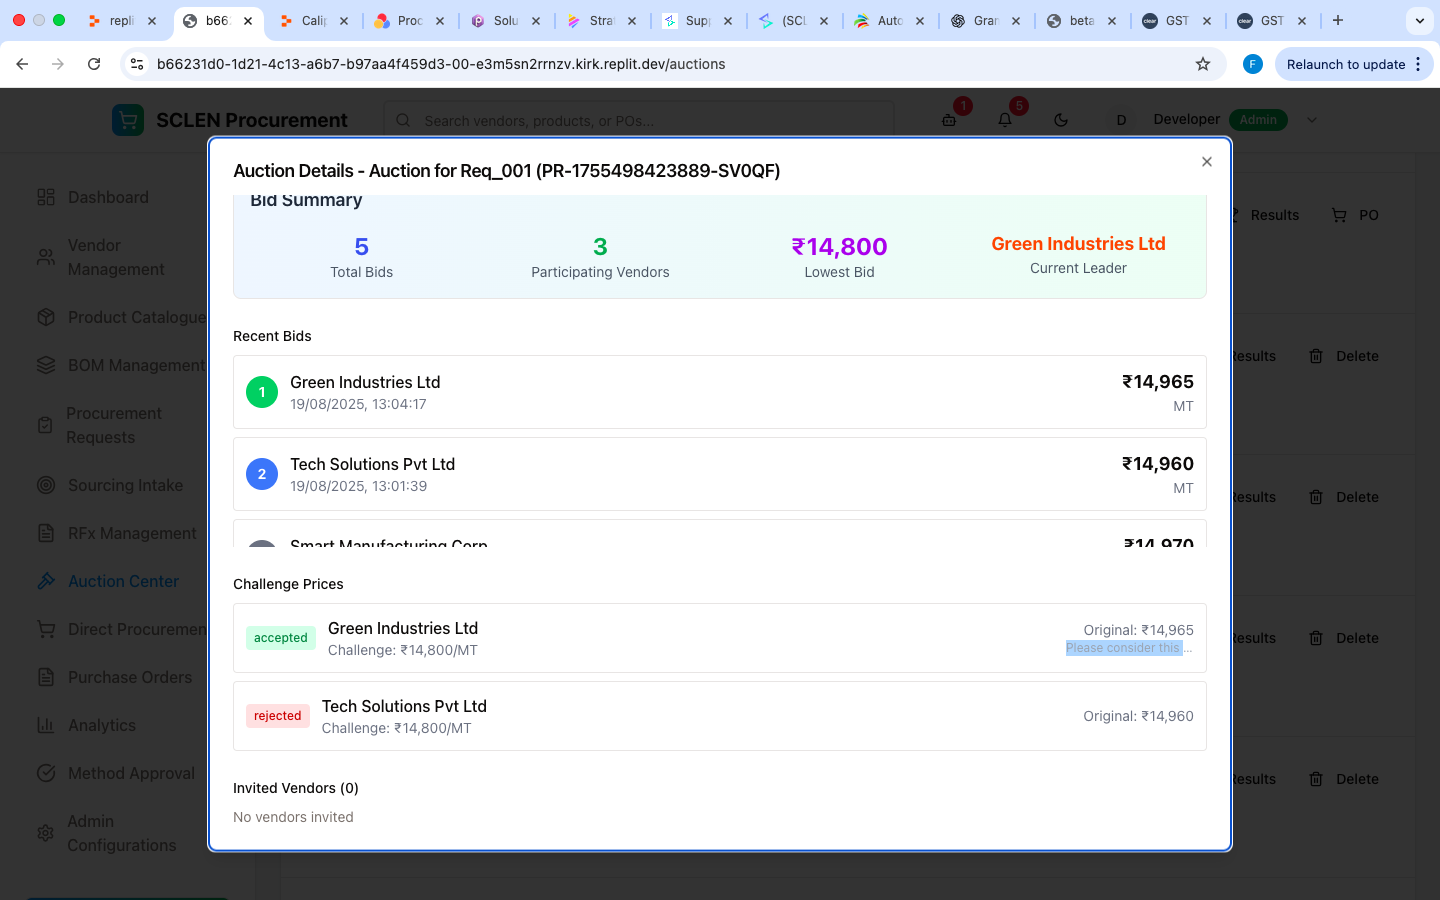 repli
b66
Calip
Proc
Solu
Strat
Supp
(SCL
Auto
Gran
beta
clear
GST
clear
GST
b66231d0-1d21-4c13-a6b7-b97aa4f459d3-00-e3m5sn2rrnzv.kirk.replit.dev/auctions
F
Relaunch to update
SCLEN Procurement
Search vendors, products, or POs...
1
5
D
Developer
Admin
Dashboard
Vendor
Management
Product Catalogue
BOM Management
Procurement
Requests
Sourcing Intake
RFx Management
Auction Center
Direct Procuremen
Purchase Orders
Analytics
Method Approval
Admin
Configurations
Auction Details - Auction for Req_001 (PR-1755498423889-SV0QF)
Bid Summary
5
Total Bids
3
Participating Vendors
₹14,800
Lowest Bid
Green Industries Ltd
Current Leader
Recent Bids
1
Green Industries Ltd
19/08/2025, 13:04:17
₹14,965
MT
2
Tech Solutions Pvt Ltd
19/08/2025, 13:01:39
₹14,960
MT
Smart Manufacturing Corp
₹14,970
Challenge Prices
accepted
Green Industries Ltd
Challenge: ₹14,800/MT
Original: ₹14,965
Please consider this ...
rejected
Tech Solutions Pvt Ltd
Challenge: ₹14,800/MT
Original: ₹14,960
Invited Vendors (0)
No vendors invited
Results
PO
Results
Delete
Results
Delete
Results
Delete
Results
Delete